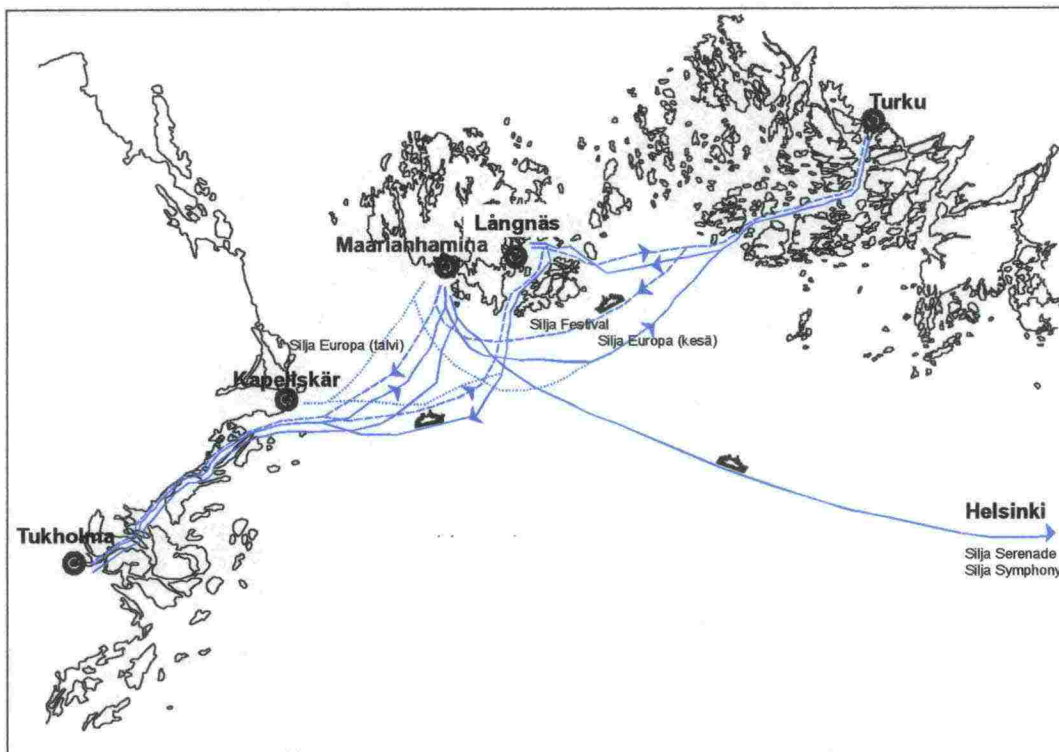 Turku
Långnäs
Maarianhamina
Silja Festival
Silja Europa (talvi)
Silja Europa (kesä)
Kapellskär
Helsinki
Tukholma
Silja Serenade
Silja Symphony